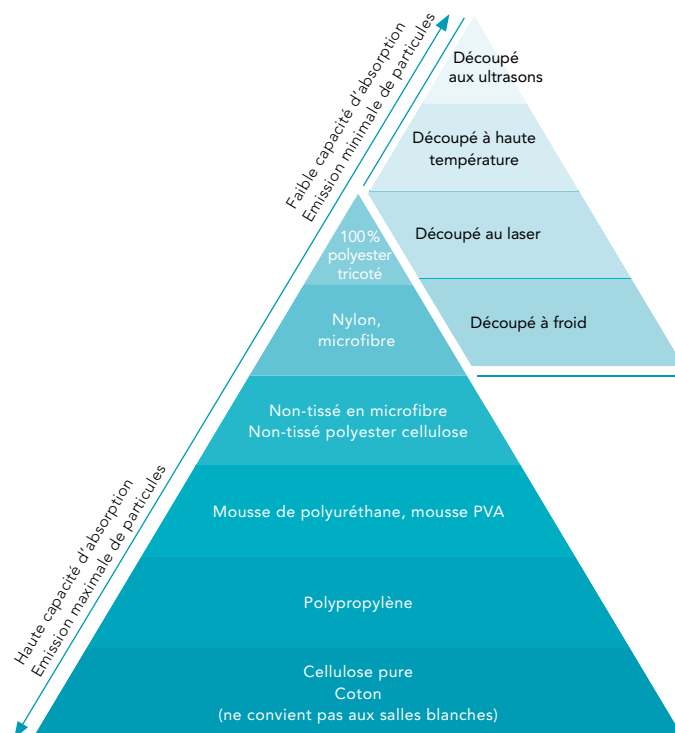 Faible capacité d'absorption
Emission minimale de particules
Découpé
aux ultrasons
Découpé à haute
température
Découpé au laser
Découpé à froid
100%
polyester
tricoté
Nylon,
microfibre
Non-tissé en microfibre
Non-tissé polyester cellulose
Mousse de polyuréthane, mousse PVA
Polypropylène
Cellulose pure
Coton
(ne convient pas aux salles blanches)
Haute capacité d'absorption
Emission maximale de particules